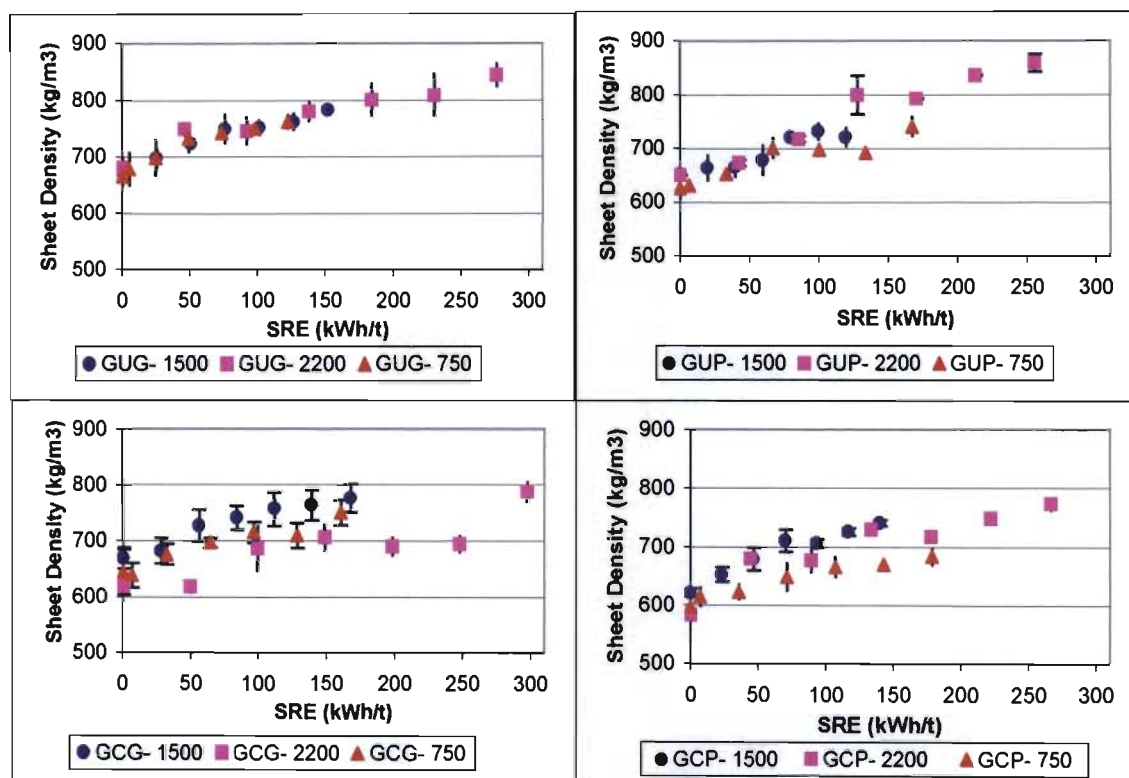 Sheet Density (kg/m3)
900
800
700
600
500
0 50 100 150 200 250 300
SRE (kWh/t)
GUG- 1500 GUG- 2200 GUG- 750
Sheet Density (kg/m3)
900
800
700
600
500
0 50 100 150 200 250 300
SRE (kWh/t)
GUP- 1500 GUP- 2200 GUP- 750
Sheet Density (kg/m3)
900
800
700
600
500
0 50 100 150 200 250 300
SRE (kWh/t)
GCG- 1500 GCG- 2200 GCG- 750
Sheet Density (kg/m3)
900
800
700
600
500
0 50 100 150 200 250 300
SRE (kWh/t)
GCP- 1500 GCP- 2200 GCP- 750